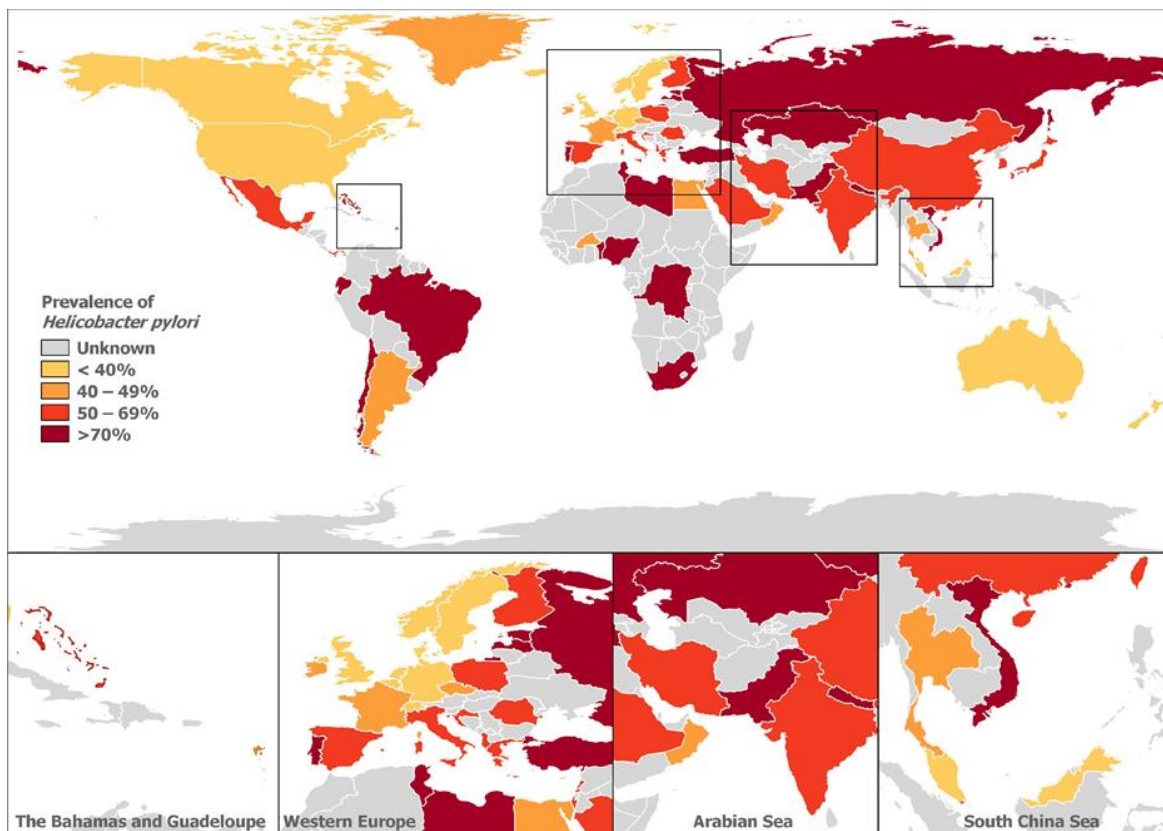 Prevalence of
Helicobacter pylori
Unknown
< 40%
40 – 49%
50 – 69%
>70%
The Bahamas and Guadeloupe
Western Europe
Arabian Sea
South China Sea